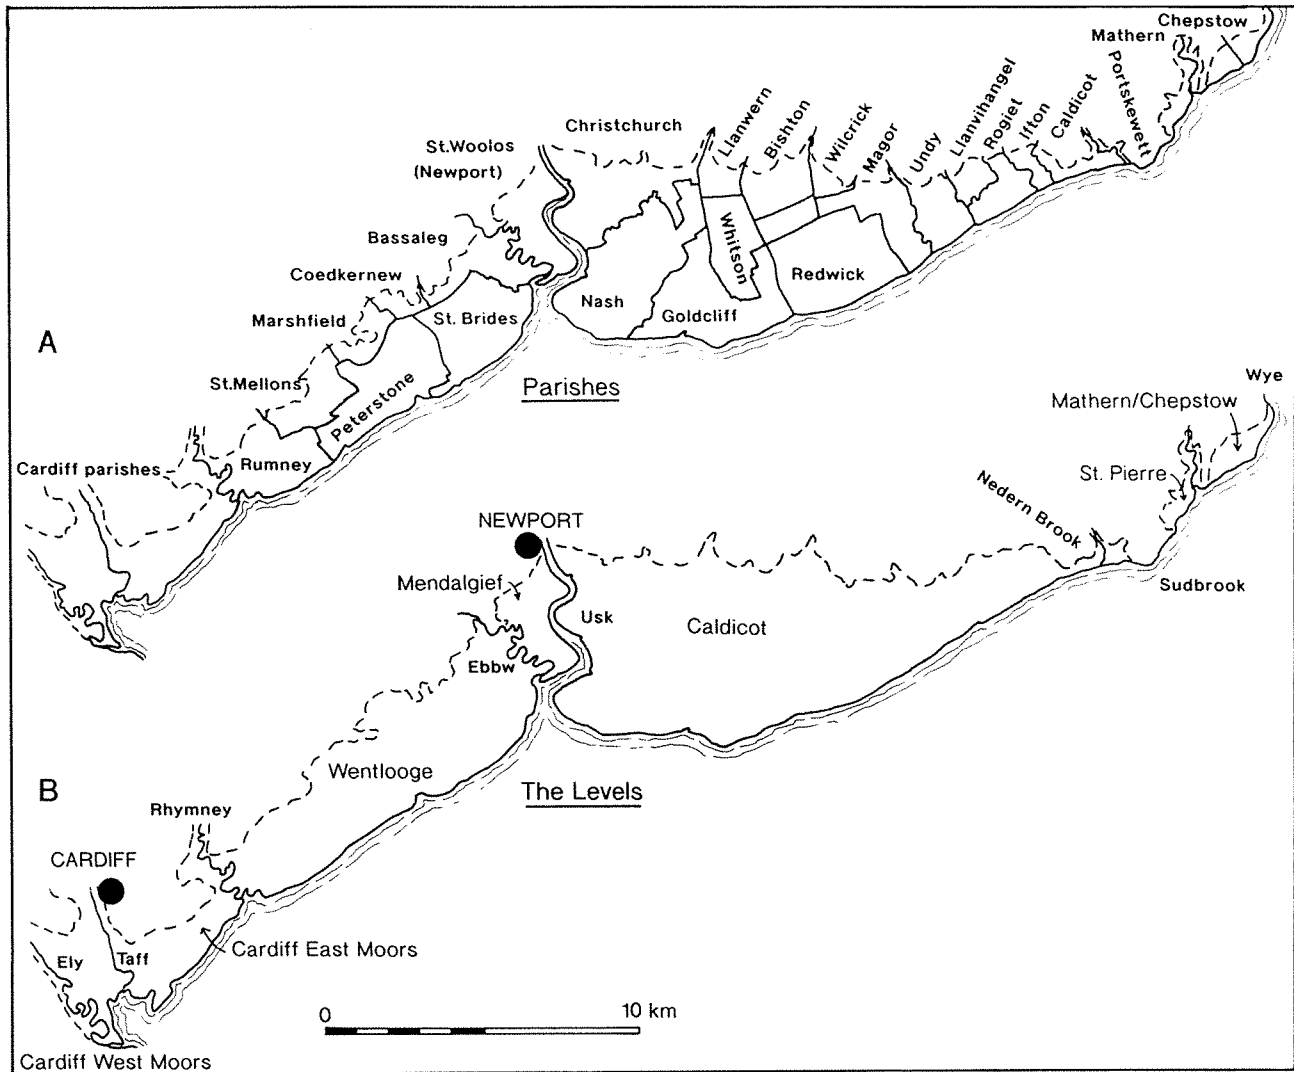 Chepstow
Mathern
Portskewett
Caldicot
Ifton
Rogiet
Llanvihangel
Undy
Magor
Wilcrick
Bishton
Llanwern
Christchurch
St.Woolos
(Newport)
Bassaleg
Coedkernew
Marshfield
St.Mellons
Cardiff parishes
Rumney
Peterstone
St. Brides
Nash
Goldcliff
Whitson
Redwick
A
Parishes
Wye
Mathern/Chepstow
St. Pierre
Nedern Brook
Sudbrook
NEWPORT
Mendalgief
Usk
Caldicot
Ebbw
Wentlooge
B
The Levels
Rhymney
CARDIFF
Cardiff East Moors
Ely
Taff
0
10 km
Cardiff West Moors